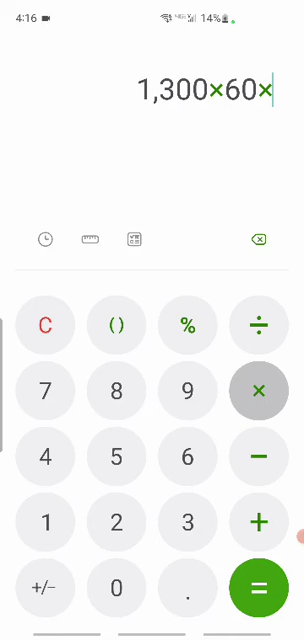 4:16 14%
1,300×60×
C () % ÷
7 8 9 ×
4 5 6 −
1 2 3 +
+/− 0 . =